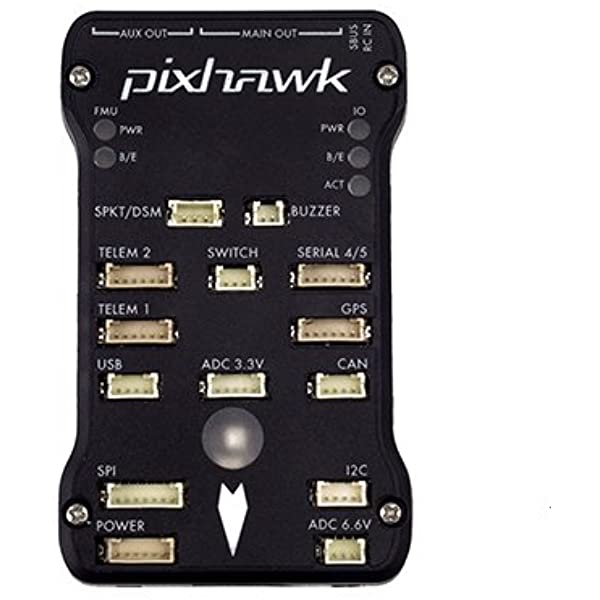 AUX OUT MAIN OUT SBUS
RC IN
pixhawk
FMU IO
PWR PWR
B/E B/E
ACT
SPKT/DSM BUZZER
TELEM 2 SWITCH SERIAL 4/5
TELEM 1 GPS
USB ADC 3.3V CAN
SPI I2C
POWER ADC 6.6V